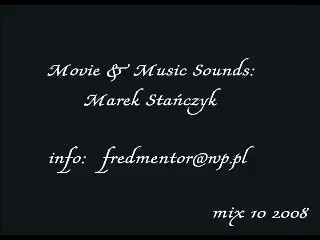 Movie & Music Sounds:
Marek Stańczyk
info: fredmentor@wp.pl
mix 10 2008